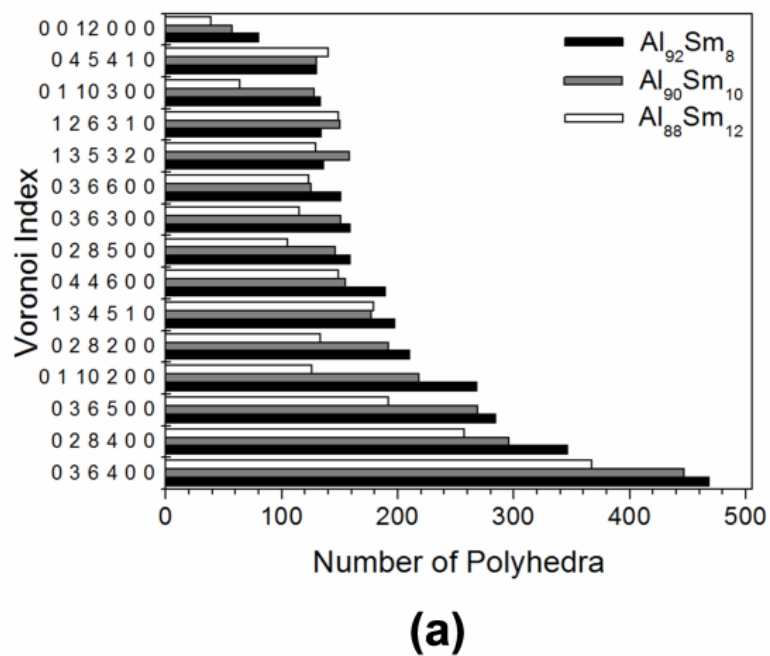 0 0 12 0 0 0
0 4 5 4 1 0
0 1 10 3 0 0
1 2 6 3 1 0
1 3 5 3 2 0
0 3 6 6 0 0
0 3 6 3 0 0
0 2 8 5 0 0
0 4 4 6 0 0
1 3 4 5 1 0
0 2 8 2 0 0
0 1 10 2 0 0
0 3 6 5 0 0
0 2 8 4 0 0
0 3 6 4 0 0
Voronoi Index
Al₉₂Sm₈
Al₉₀Sm₁₀
Al₈₈Sm₁₂
0 100 200 300 400 500
Number of Polyhedra
(a)